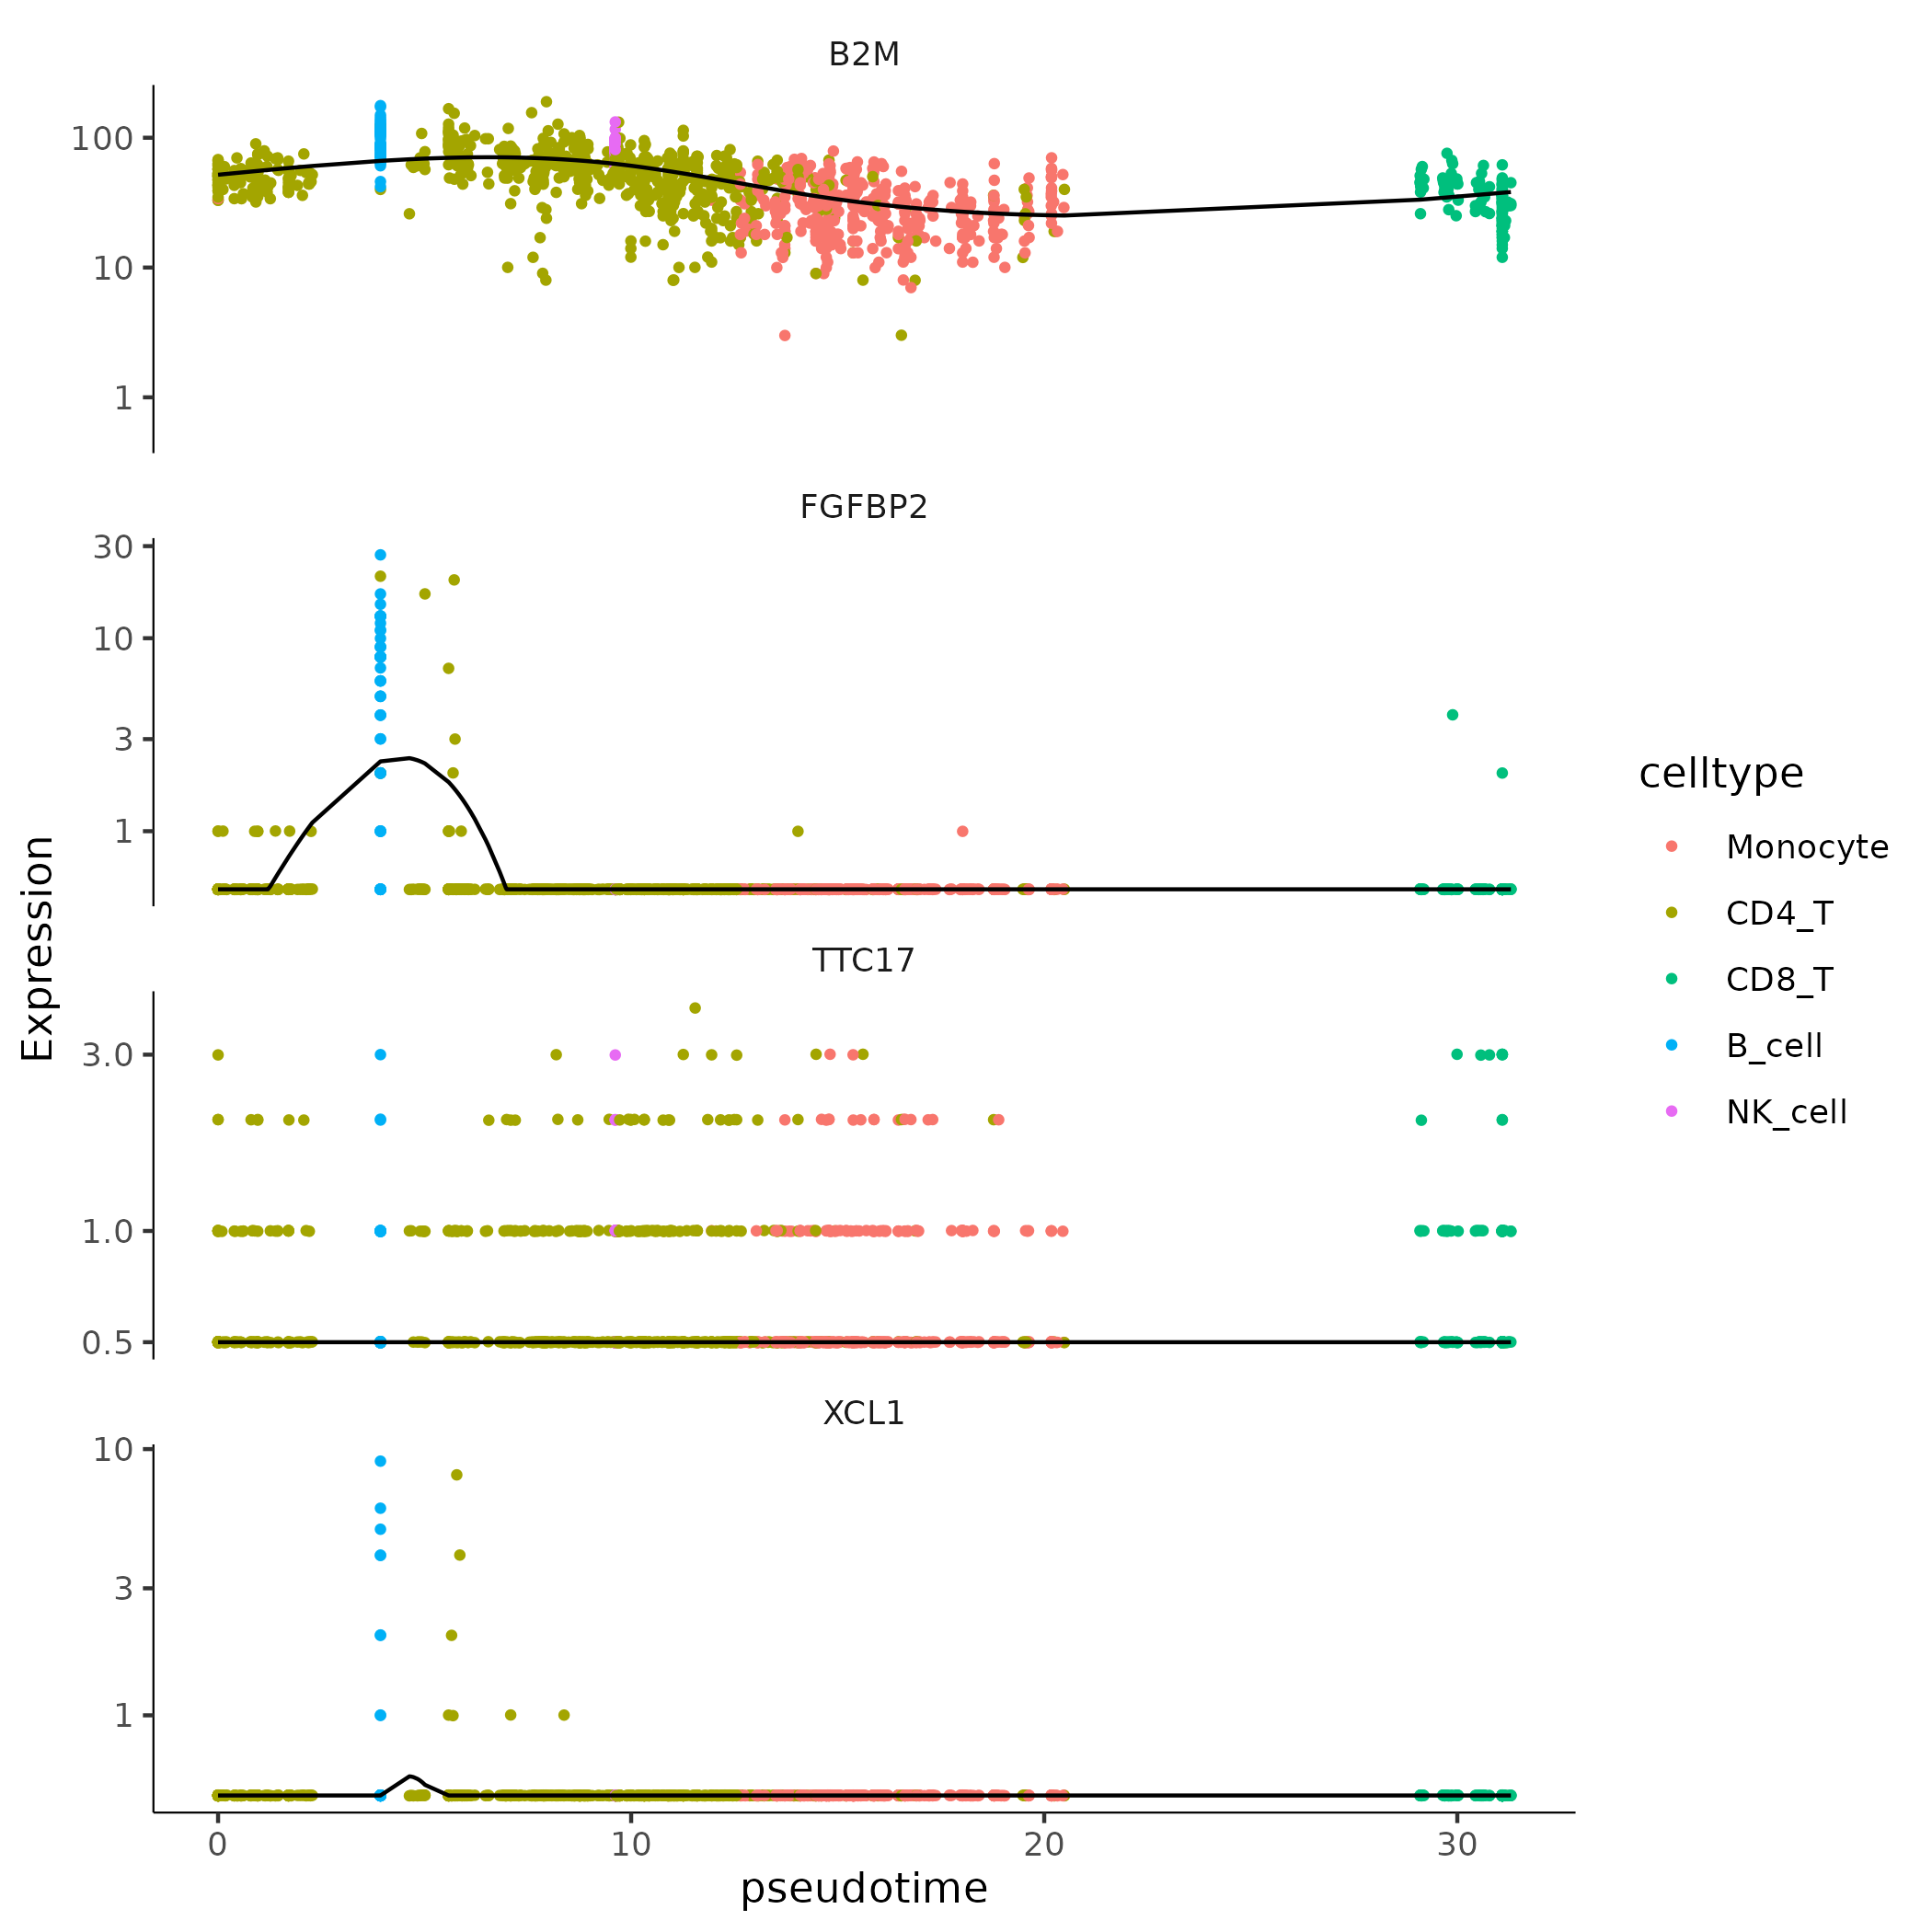 B2M
100
10
1
FGFBP2
30
10
3
1
TTC17
3.0
1.0
0.5
XCL1
10
3
1
0 10 20 30
pseudotime
Expression
celltype
Monocyte
CD4_T
CD8_T
B_cell
NK_cell